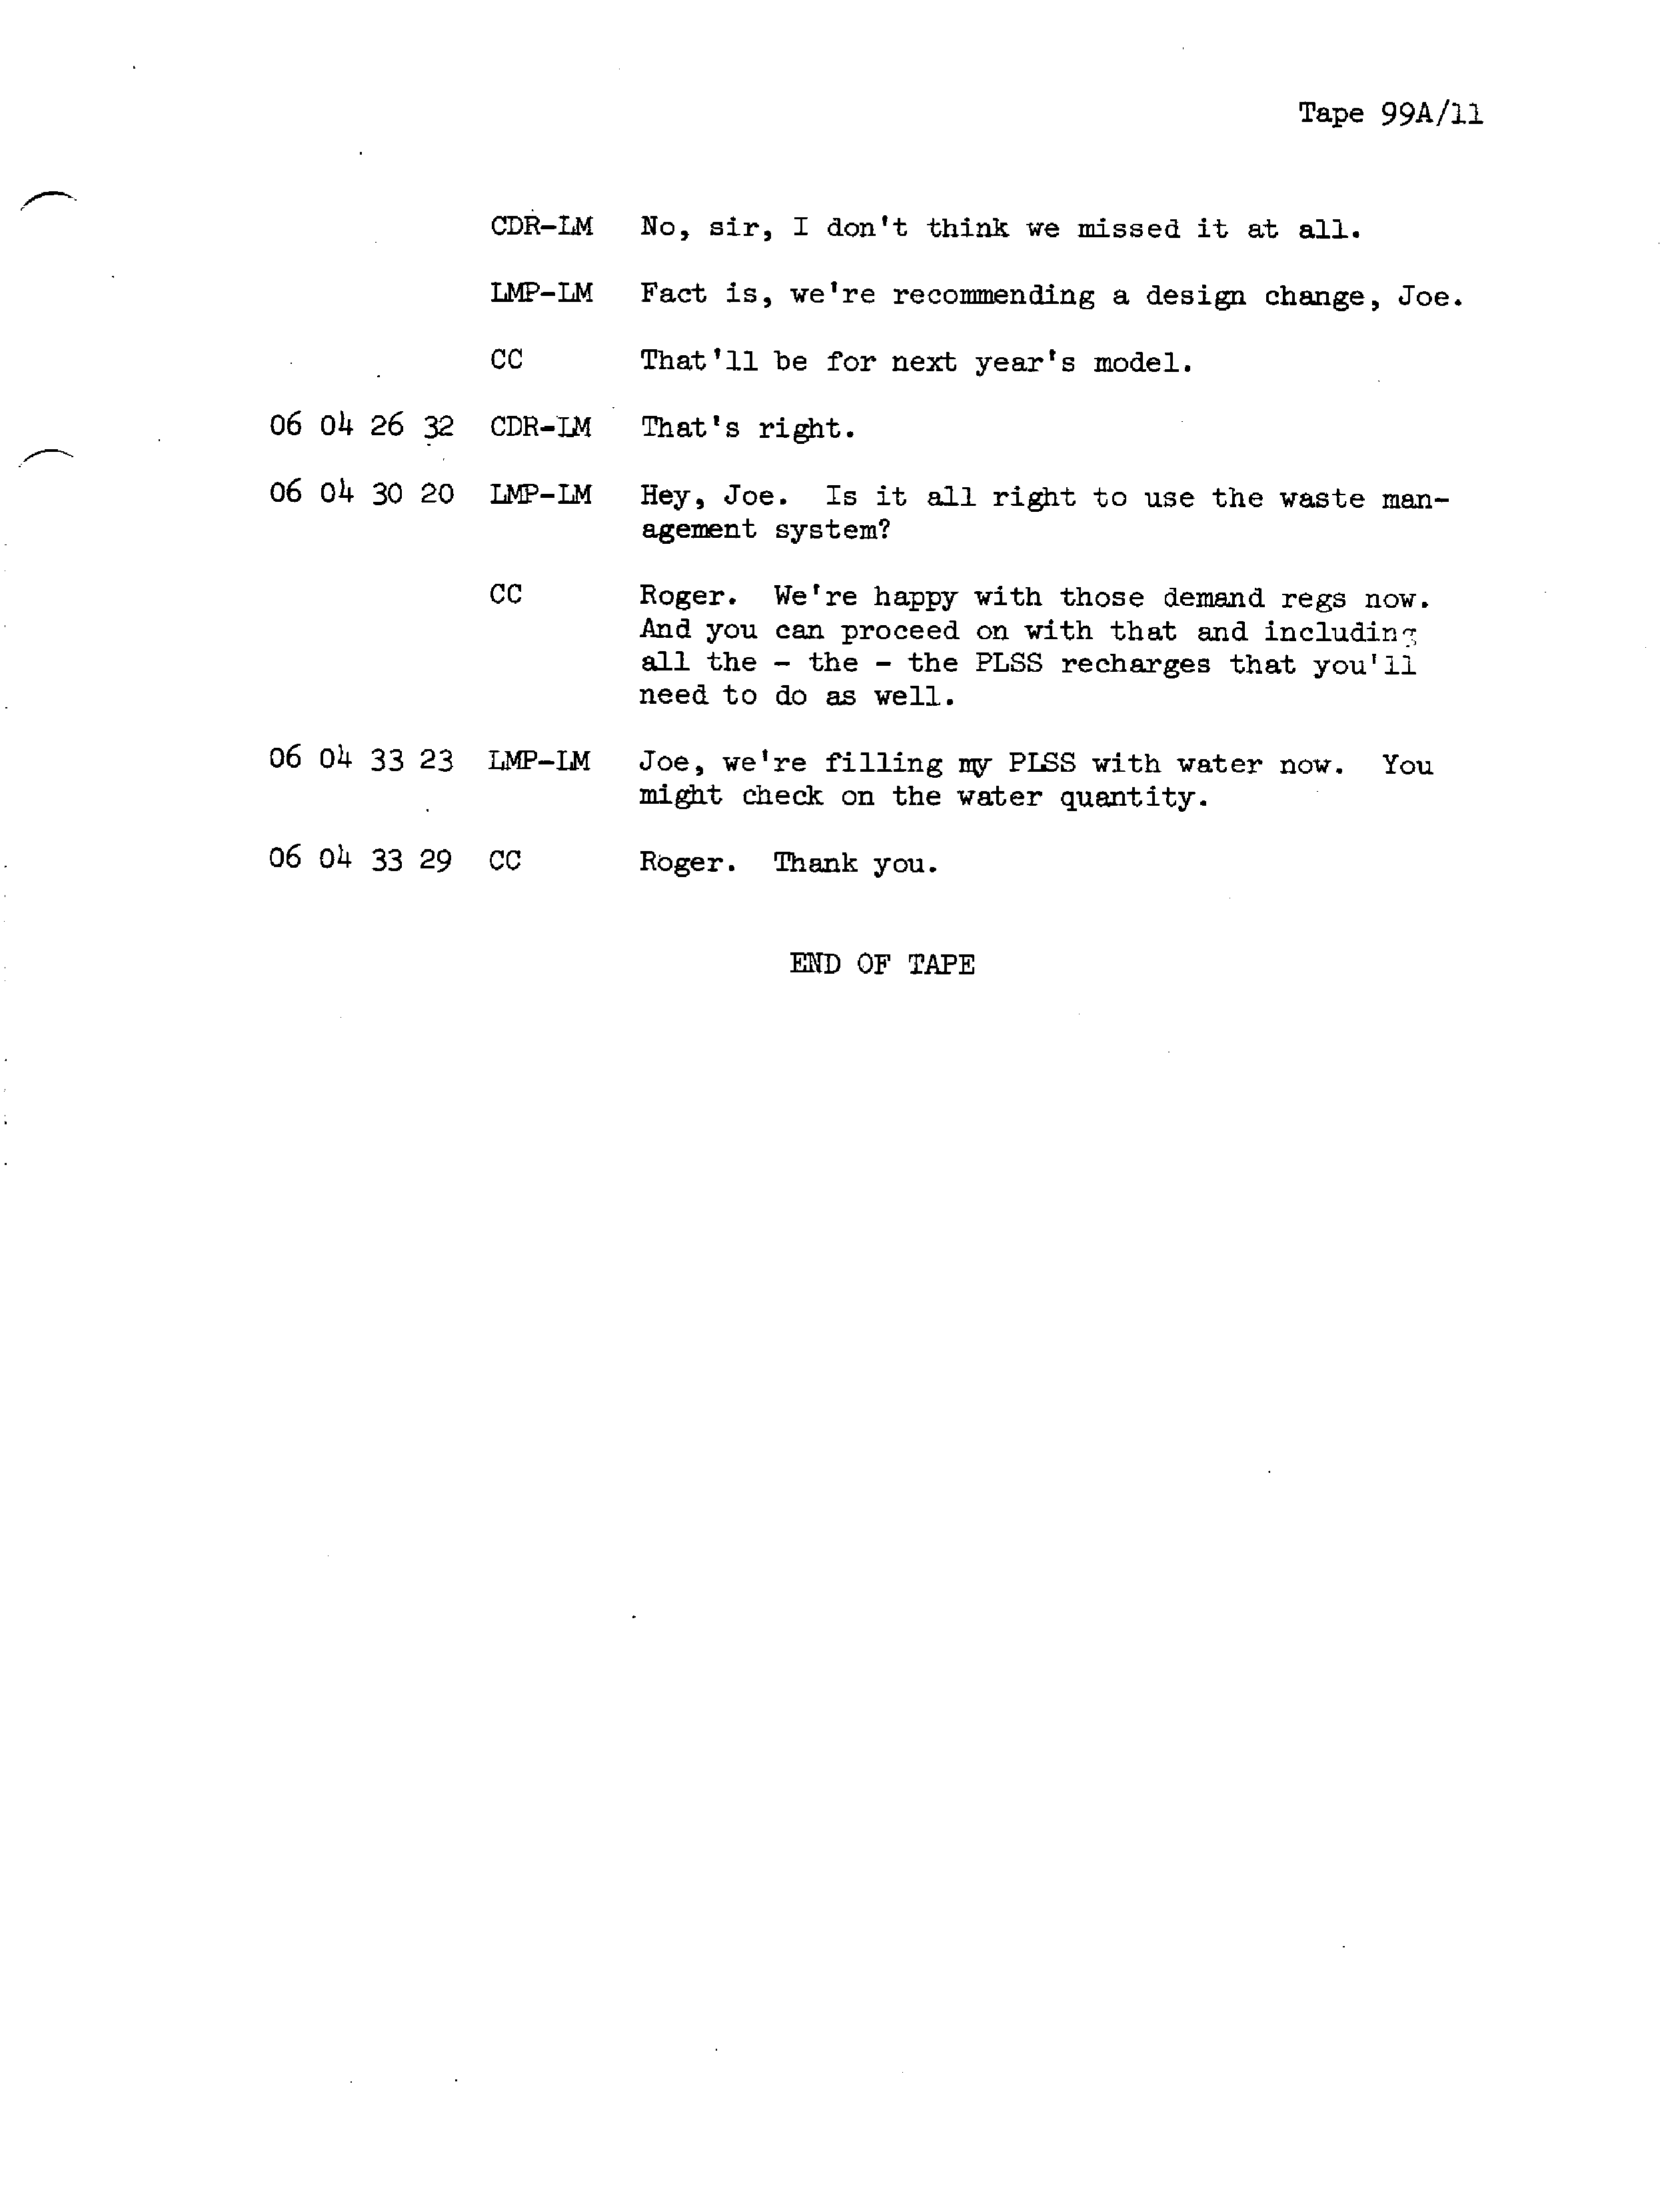 Tape 99A/11
CDR-LM No, sir, I don't think we missed it at all.
LMP-LM Fact is, we're recommending a design change, Joe.
CC That'll be for next year's model.
06 04 26 32 CDR-LM That's right.
06 04 30 20 LMP-LM Hey, Joe. Is it all right to use the waste man-
agement system?
CC Roger. We're happy with those demand regs now.
And you can proceed on with that and including
all the - the - the PLSS recharges that you'll
need to do as well.
06 04 33 23 LMP-LM Joe, we're filling my PLSS with water now. You
might check on the water quantity.
06 04 33 29 CC Roger. Thank you.
END OF TAPE